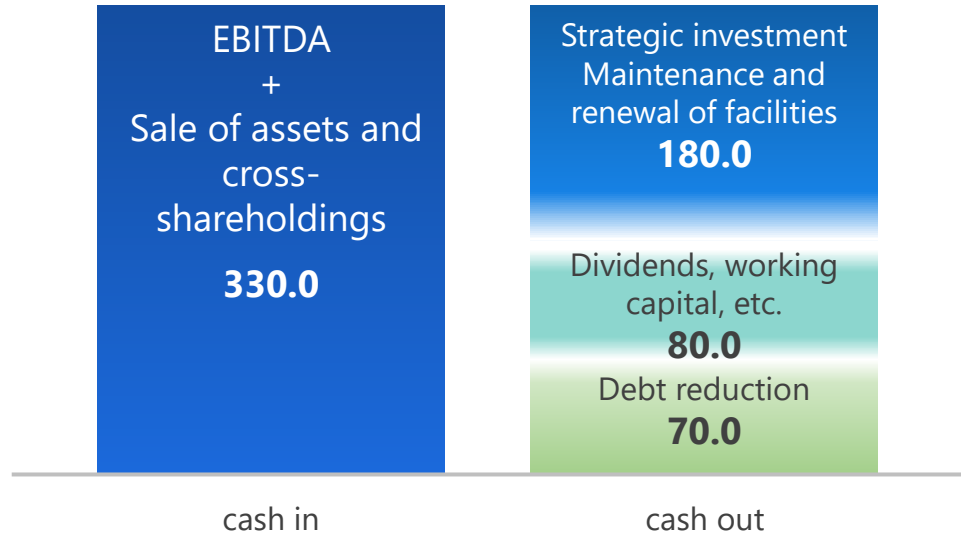 EBITDA
+
Sale of assets and
cross-
shareholdings
330.0
Strategic investment
Maintenance and
renewal of facilities
180.0
Dividends, working
capital, etc.
80.0
Debt reduction
70.0
cash in
cash out